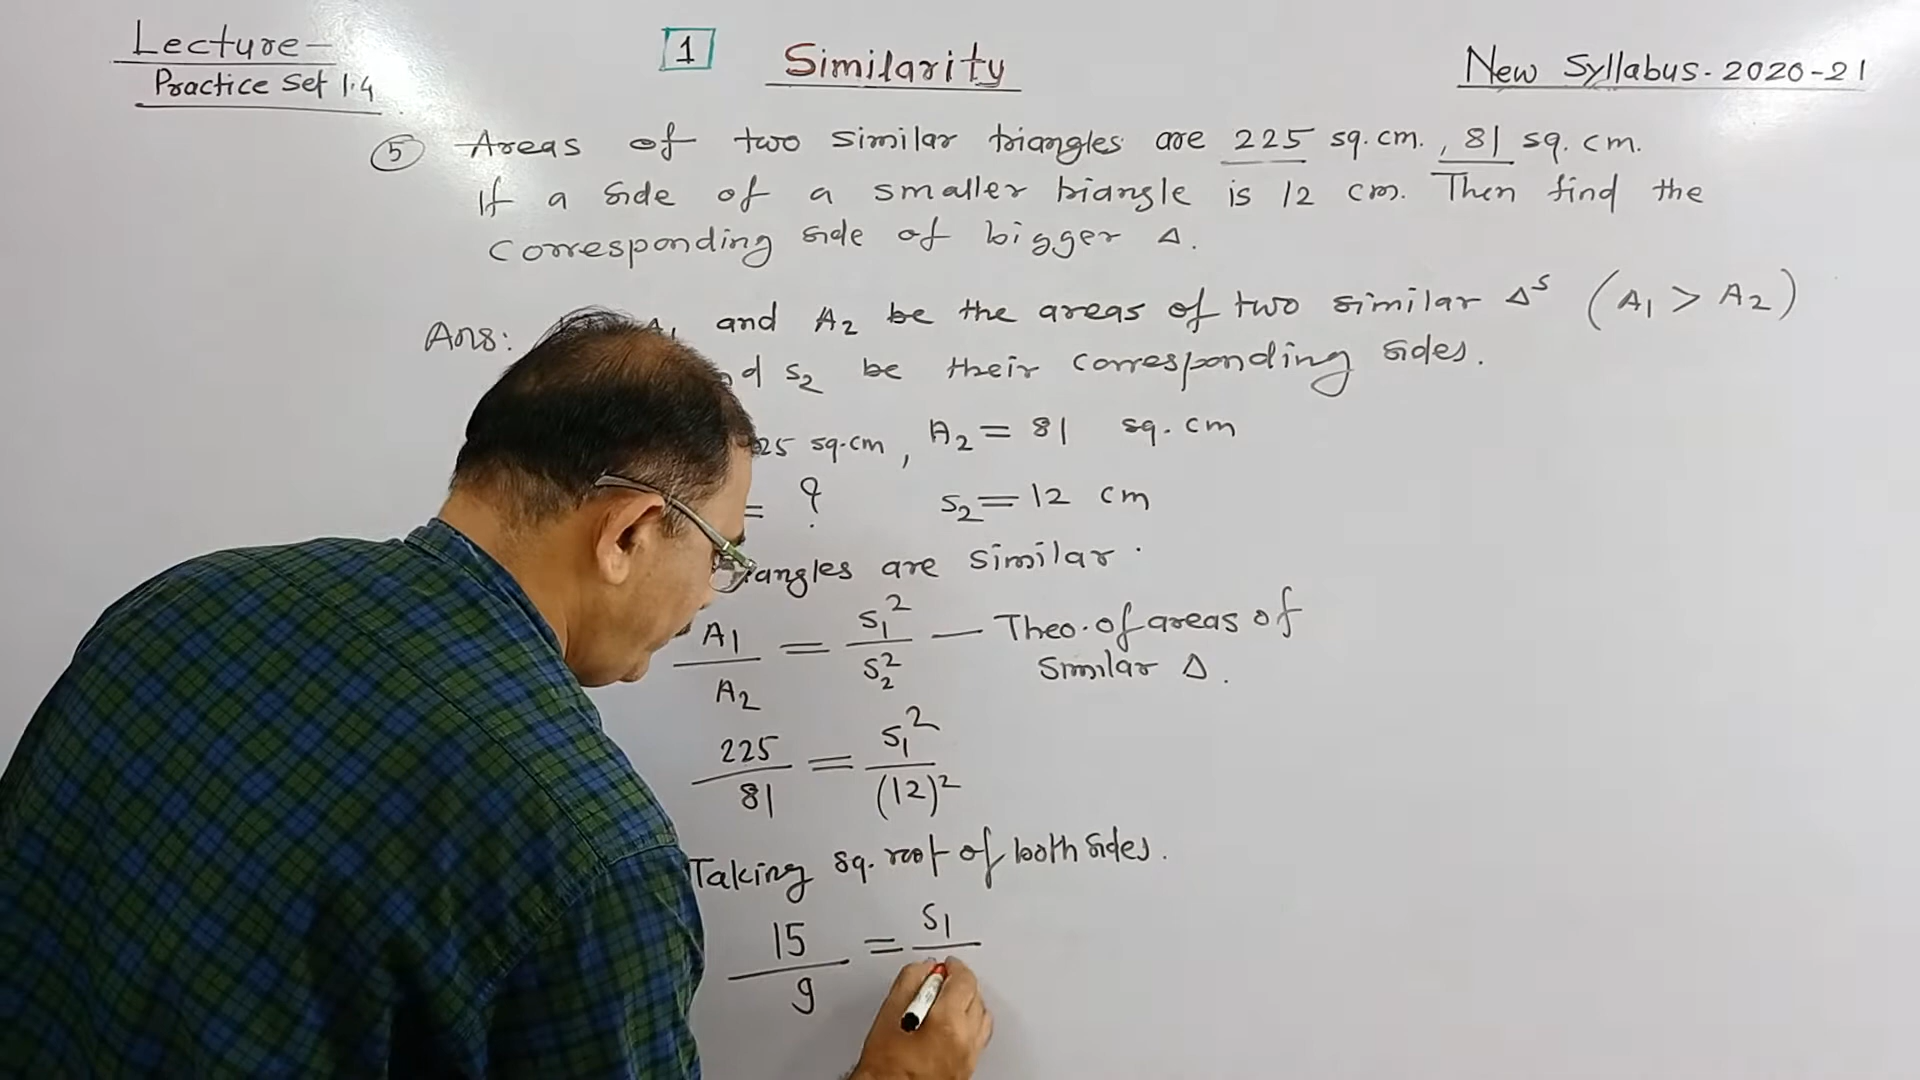 Lecture-
Practice Set 1.4
1
Similarity
New Syllabus. 2020-21
5 Areas of two similar triangles are 225 sq.cm., 81 sq. cm.
If a side of a smaller triangle is 12 cm. Then find the
Corresponding side of bigger Δ.
Ans: A1 and A2 be the areas of two similar Δs (A1 > A2)
S2 be their corresponding sides.
25 sq.cm, A2 = 81 sq. cm
= ? S2 = 12 cm
angles are Similar.
A1/A2 = S1²/S2² — Theo. of areas of
Similar Δ.
225/81 = S1²/(12)²
Taking sq. root of both sides.
15/9 = S1